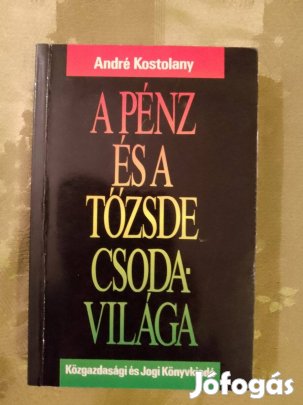 André Kostolany
A PÉNZ
ÉS A
TŐZSDE
CSODA-
VILÁGA
Közgazdasági és Jogi Könyvkiadó
Jófogás